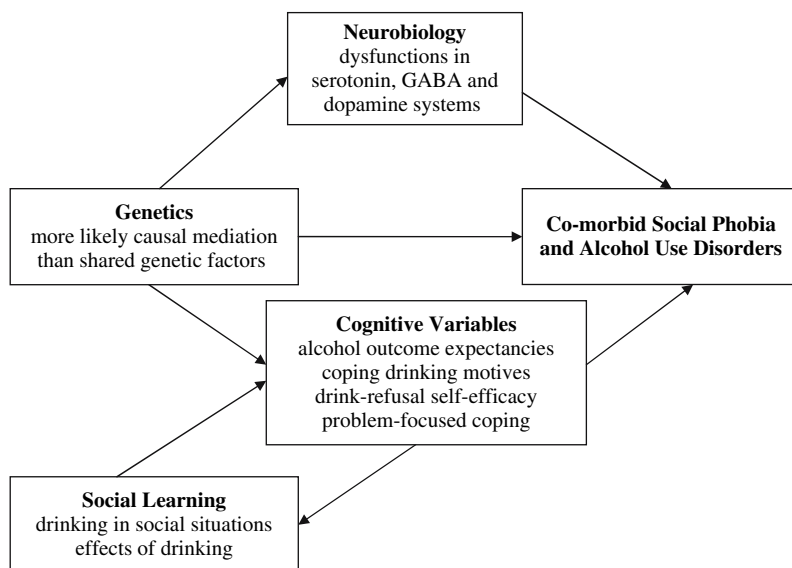 Neurobiology
dysfunctions in
serotonin, GABA and
dopamine systems
Genetics
more likely causal mediation
than shared genetic factors
Co-morbid Social Phobia
and Alcohol Use Disorders
Cognitive Variables
alcohol outcome expectancies
coping drinking motives
drink-refusal self-efficacy
problem-focused coping
Social Learning
drinking in social situations
effects of drinking